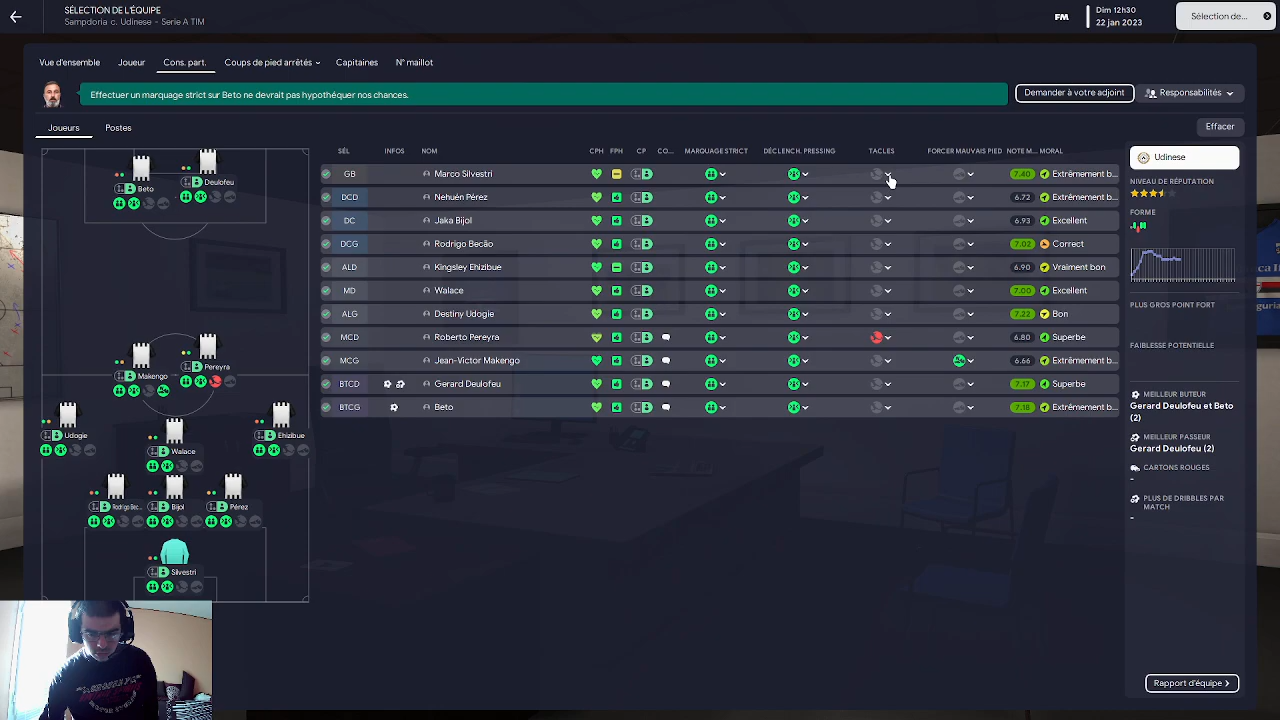 SÉLECTION DE L'ÉQUIPE
Sampdoria c. Udinese - Serie A TIM
FM
Dim 12h30
22 jan 2023
Sélection de...
Vue d'ensemble
Joueur
Cons. part.
Coups de pied arrêtés
Capitaines
N° maillot
Effectuer un marquage strict sur Beto ne devrait pas hypothéquer nos chances.
Demander à votre adjoint
Responsabilités
Joueurs
Postes
Effacer
SÉL INFOS NOM CPH FPH CP CO... MARQUAGE STRICT DÉCLENCH. PRESSING TACLES FORCER MAUVAIS PIED NOTE M... MORAL
GB Marco Silvestri 7.40 Extrêmement b...
DCD Nehuén Pérez 6.72 Extrêmement b...
DC Jaka Bijol 6.93 Excellent
DCG Rodrigo Becão 7.02 Correct
ALD Kingsley Ehizibue 6.90 Vraiment bon
MD Walace 7.00 Excellent
ALG Destiny Udogie 7.22 Bon
MCD Roberto Pereyra 6.80 Superbe
MCG Jean-Victor Makengo 6.66 Extrêmement b...
BTCD Gerard Deulofeu 7.17 Superbe
BTCG Beto 7.18 Extrêmement b...
Beto
Deulofeu
Makengo
Pereyra
Udogie
Walace
Ehizibue
Rodrigo Bec...
Bijol
Pérez
Silvestri
Udinese
NIVEAU DE RÉPUTATION
FORME
PLUS GROS POINT FORT
FAIBLESSE POTENTIELLE
MEILLEUR BUTEUR
Gerard Deulofeu et Beto
(2)
MEILLEUR PASSEUR
Gerard Deulofeu (2)
CARTONS ROUGES
-
PLUS DE DRIBBLES PAR
MATCH
-
Rapport d'équipe